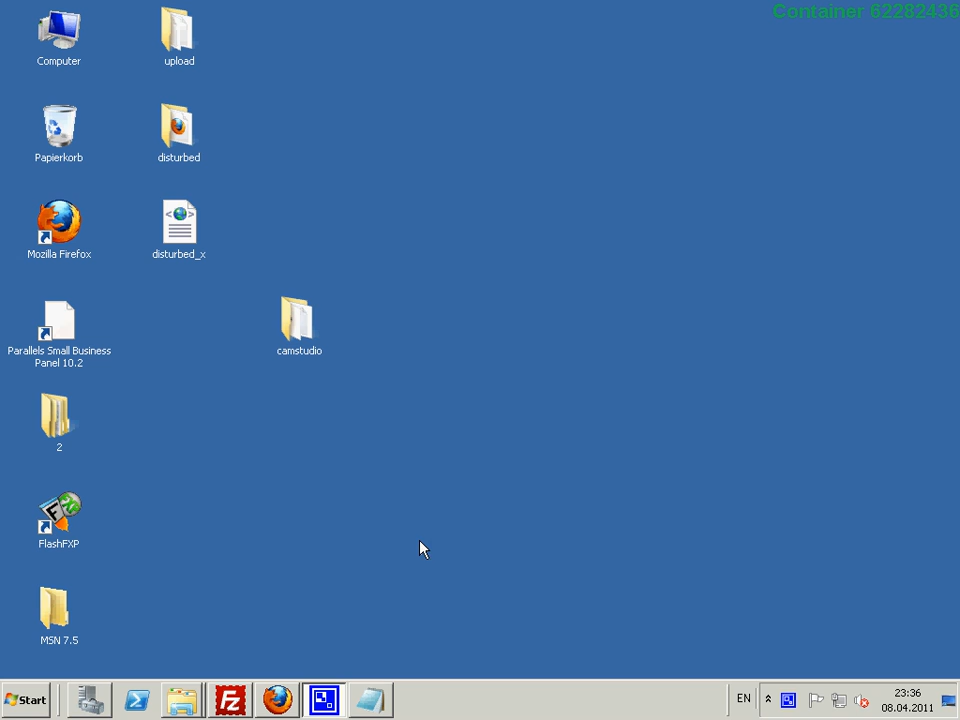 Container 62282436
Computer
upload
Papierkorb
disturbed
Mozilla Firefox
disturbed_x
Parallels Small Business
Panel 10.2
camstudio
2
FlashFXP
MSN 7.5
Start
EN
23:36
08.04.2011